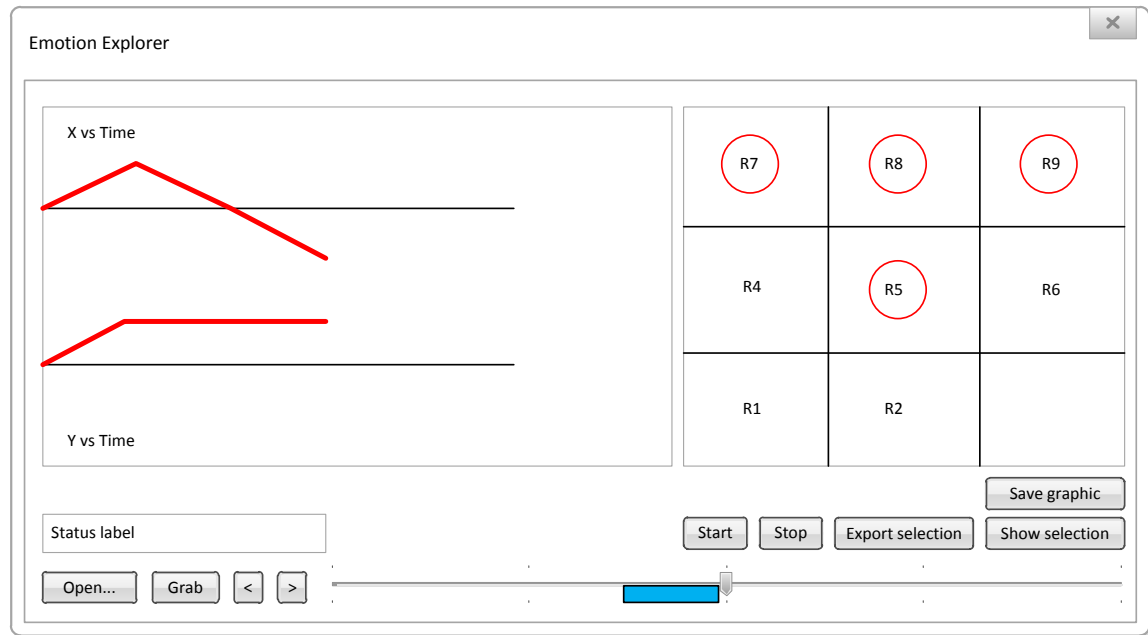 Emotion Explorer
X vs Time
Y vs Time
R7 R8 R9
R4 R5 R6
R1 R2
Save graphic
Status label
Start Stop Export selection Show selection
Open... Grab < >